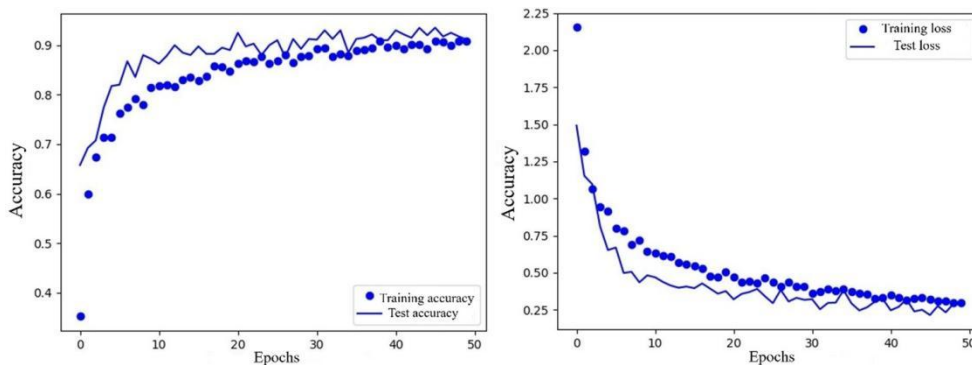 0.9
0.8
0.7
0.6
0.5
0.4
Accuracy
Training accuracy
Test accuracy
0 10 20 30 40 50
Epochs
2.25
2.00
1.75
1.50
1.25
1.00
0.75
0.50
0.25
Accuracy
Training loss
Test loss
0 10 20 30 40 50
Epochs